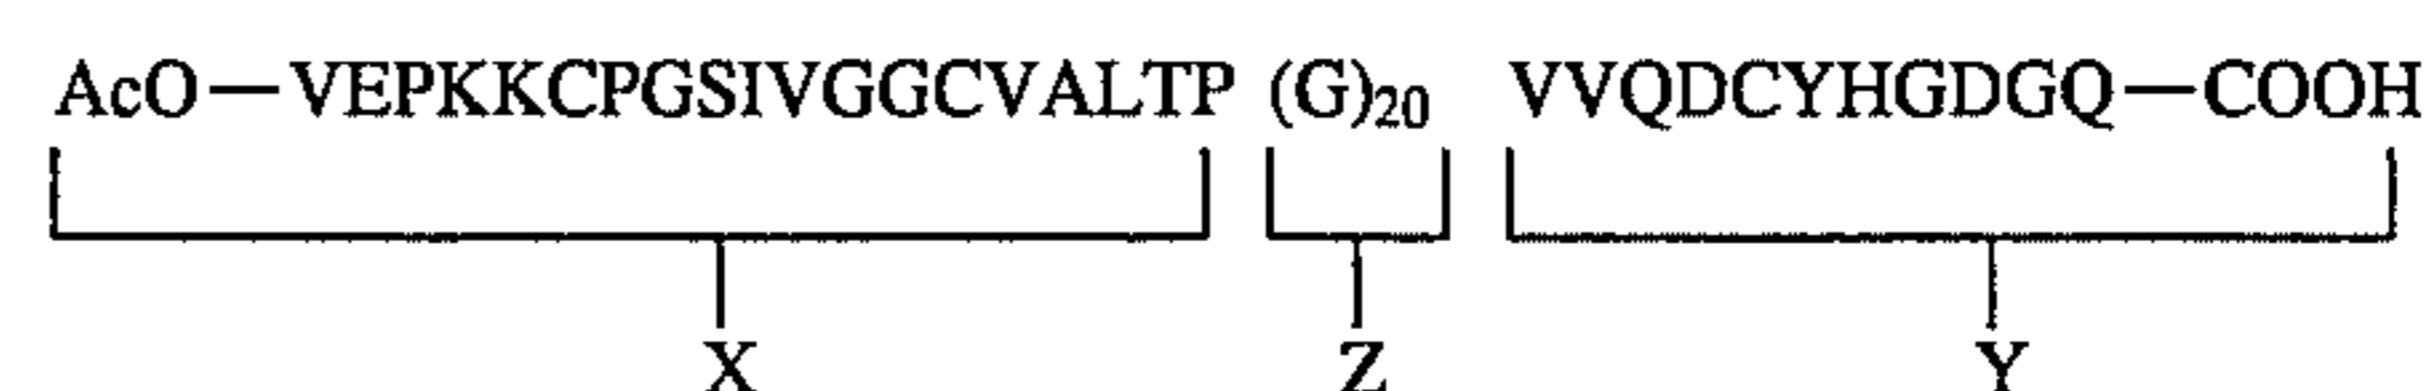 AcO—VEPKKCPGSIVGGCVALTP (G)₂₀ VVQDCYHGDGQ—COOH
X Z Y